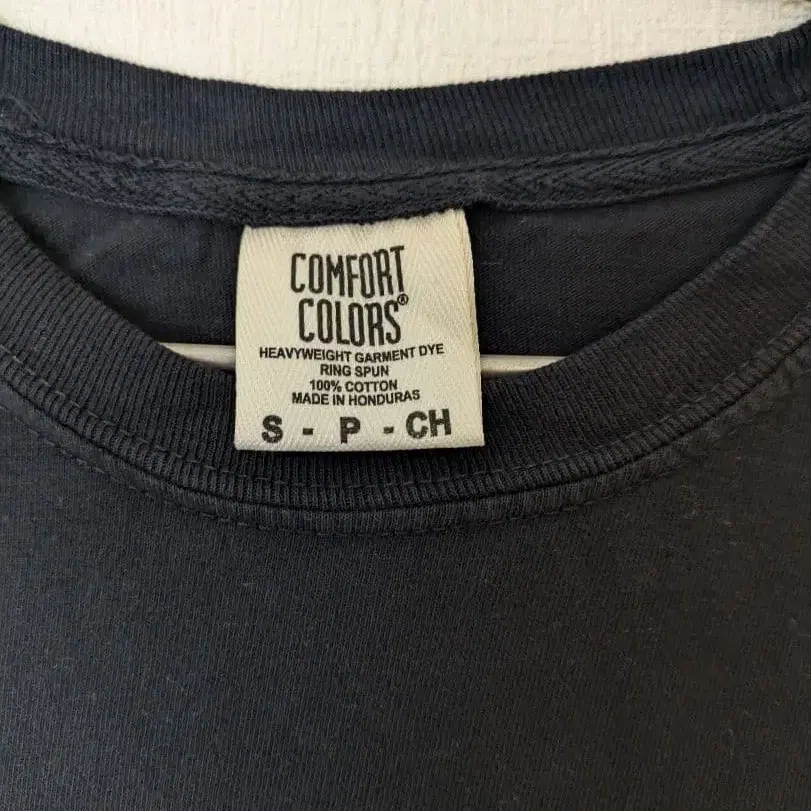 COMFORT
COLORS®
HEAVYWEIGHT GARMENT DYE
RING SPUN
100% COTTON
MADE IN HONDURAS
S - P - CH